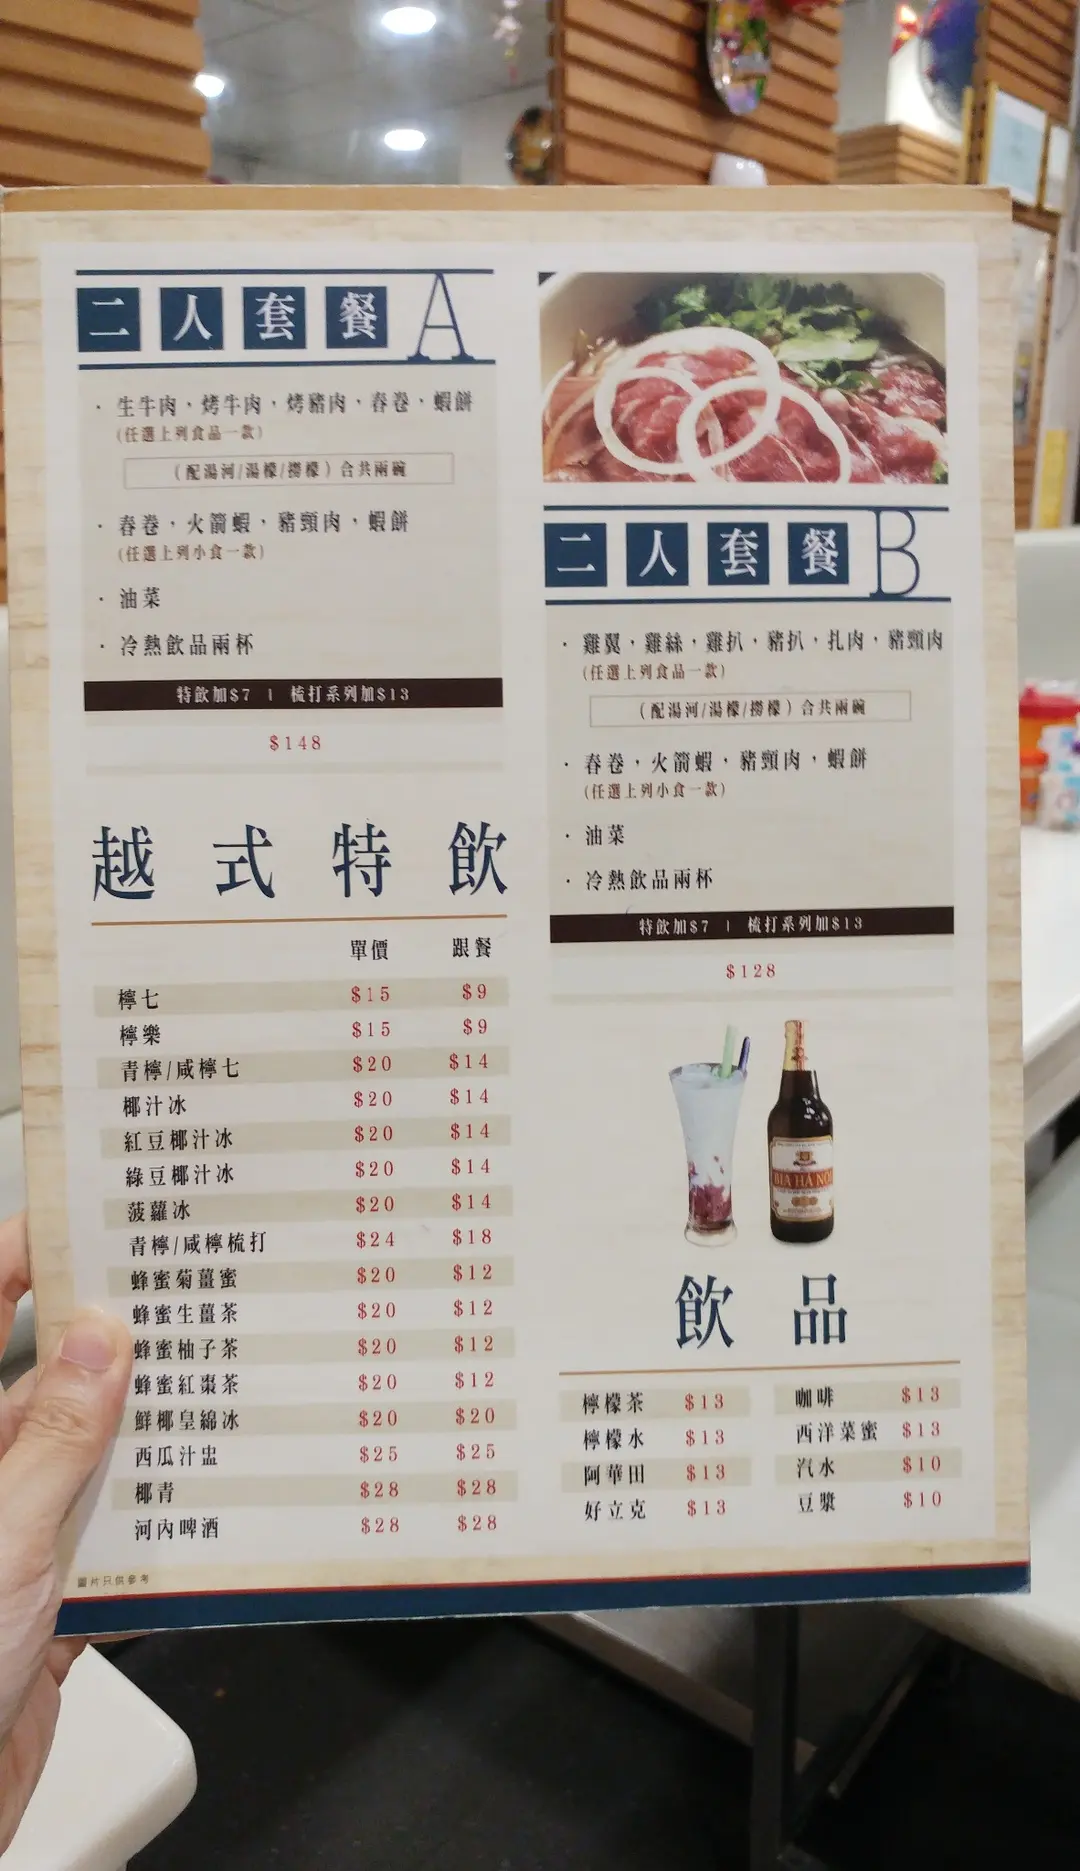 二人套餐A
· 生牛肉，烤牛肉，烤豬肉，春卷，蝦餅
(任選上列食品一款)
(配湯河/湯檬/撈檬) 合共兩碗
· 春卷，火箭蝦，豬頸肉，蝦餅
(任選上列小食一款)
· 油菜
· 冷熱飲品兩杯
特飲加$7 | 梳打系列加$13
$148
越式特飲
單價 跟餐
檸七 $15 $9
檸樂 $15 $9
青檸/咸檸七 $20 $14
椰汁冰 $20 $14
紅豆椰汁冰 $20 $14
綠豆椰汁冰 $20 $14
菠蘿冰 $20 $14
青檸/咸檸梳打 $24 $18
蜂蜜菊薑蜜 $20 $12
蜂蜜生薑茶 $20 $12
蜂蜜柚子茶 $20 $12
蜂蜜紅棗茶 $20 $12
鮮椰皇綿冰 $20 $20
西瓜汁盅 $25 $25
椰青 $28 $28
河內啤酒 $28 $28
圖片只供參考
二人套餐B
· 雞翼，雞絲，雞扒，豬扒，扎肉，豬頸肉
(任選上列食品一款)
(配湯河/湯檬/撈檬) 合共兩碗
· 春卷，火箭蝦，豬頸肉，蝦餅
(任選上列小食一款)
· 油菜
· 冷熱飲品兩杯
特飲加$7 | 梳打系列加$13
$128
BIA HÀ NỘI
飲品
檸檬茶 $13 咖啡 $13
檸檬水 $13 西洋菜蜜 $13
阿華田 $13 汽水 $10
好立克 $13 豆漿 $10